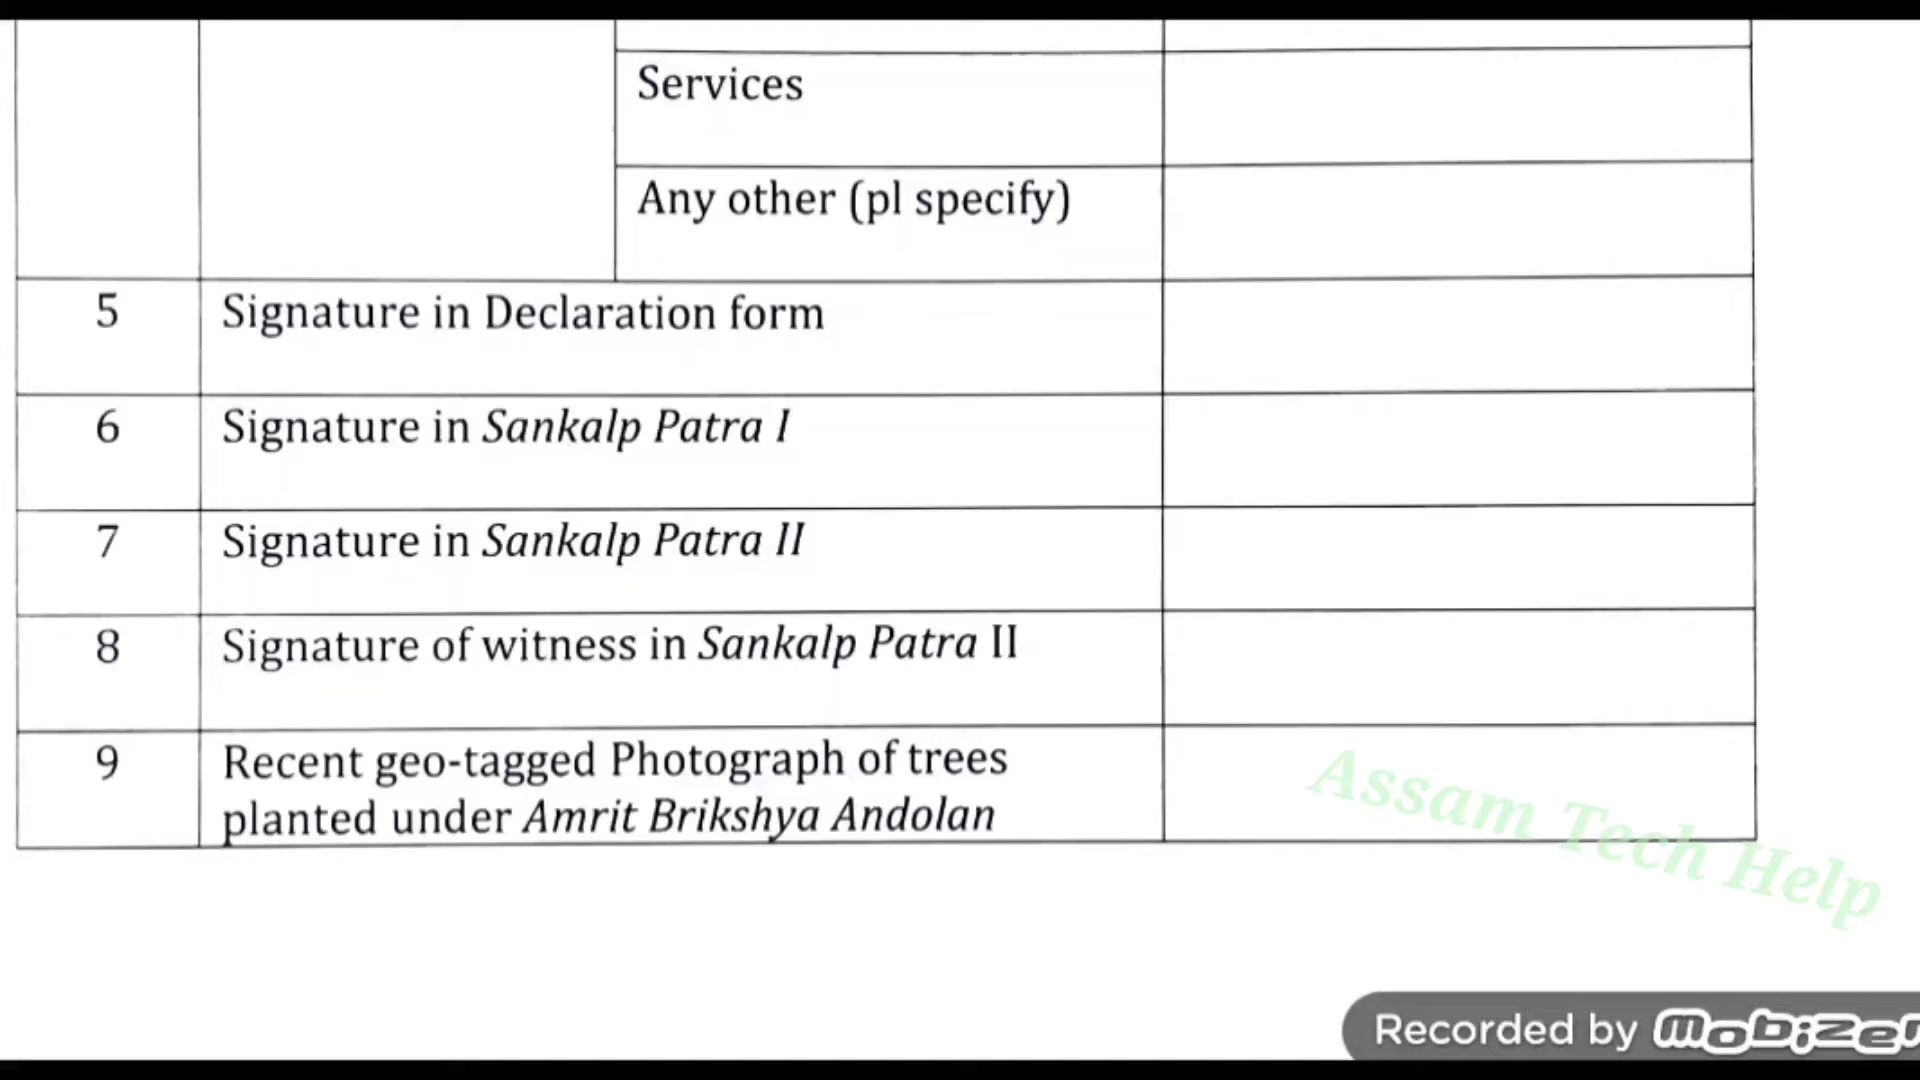 Services
Any other (pl specify)
5 Signature in Declaration form
6 Signature in Sankalp Patra I
7 Signature in Sankalp Patra II
8 Signature of witness in Sankalp Patra II
9 Recent geo-tagged Photograph of trees
planted under Amrit Brikshya Andolan
Assam Tech Help
Recorded by mobizen